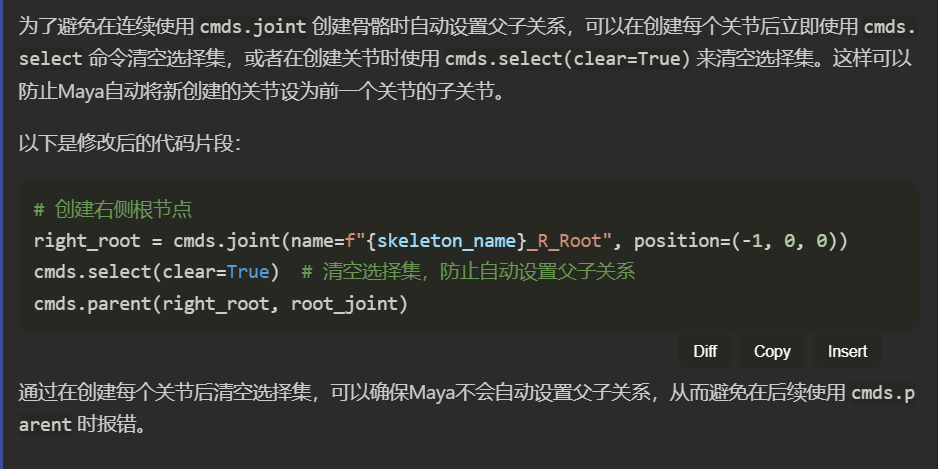 为了避免在连续使用 cmds.joint 创建骨骼时自动设置父子关系，可以在创建每个关节后立即使用 cmds.
select 命令清空选择集，或者在创建关节时使用 cmds.select(clear=True) 来清空选择集。这样可以
防止Maya自动将新创建的关节设为前一个关节的子关节。
以下是修改后的代码片段：
# 创建右侧根节点
right_root = cmds.joint(name=f"{skeleton_name}_R_Root", position=(-1, 0, 0))
cmds.select(clear=True)  # 清空选择集，防止自动设置父子关系
cmds.parent(right_root, root_joint)
Diff Copy Insert
通过在创建每个关节后清空选择集，可以确保Maya不会自动设置父子关系，从而避免在后续使用 cmds.p
arent 时报错。